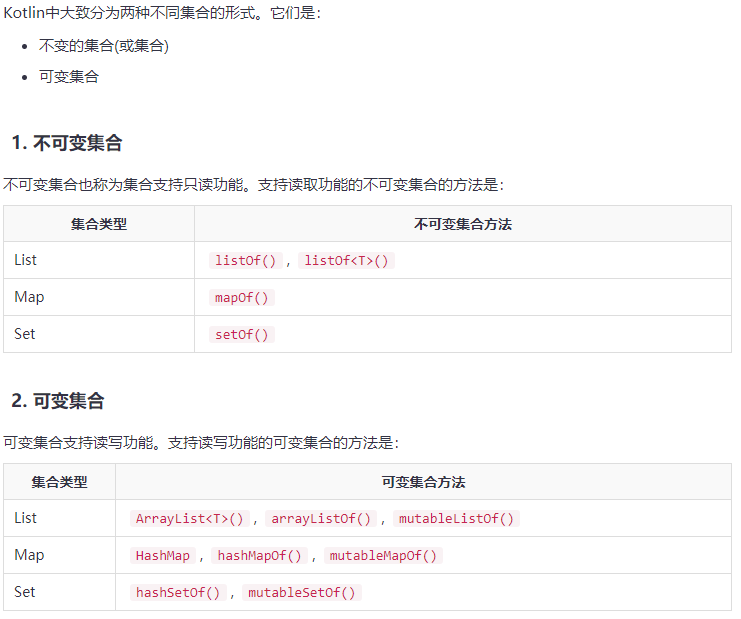 Kotlin中大致分为两种不同集合的形式。它们是：
不变的集合(或集合)
可变集合
1. 不可变集合
不可变集合也称为集合支持只读功能。支持读取功能的不可变集合的方法是：
集合类型 不可变集合方法
List listOf() , listOf<T>()
Map mapOf()
Set setOf()
2. 可变集合
可变集合支持读写功能。支持读写功能的可变集合的方法是：
集合类型 可变集合方法
List ArrayList<T>() , arrayListOf() , mutableListOf()
Map HashMap , hashMapOf() , mutableMapOf()
Set hashSetOf() , mutableSetOf()